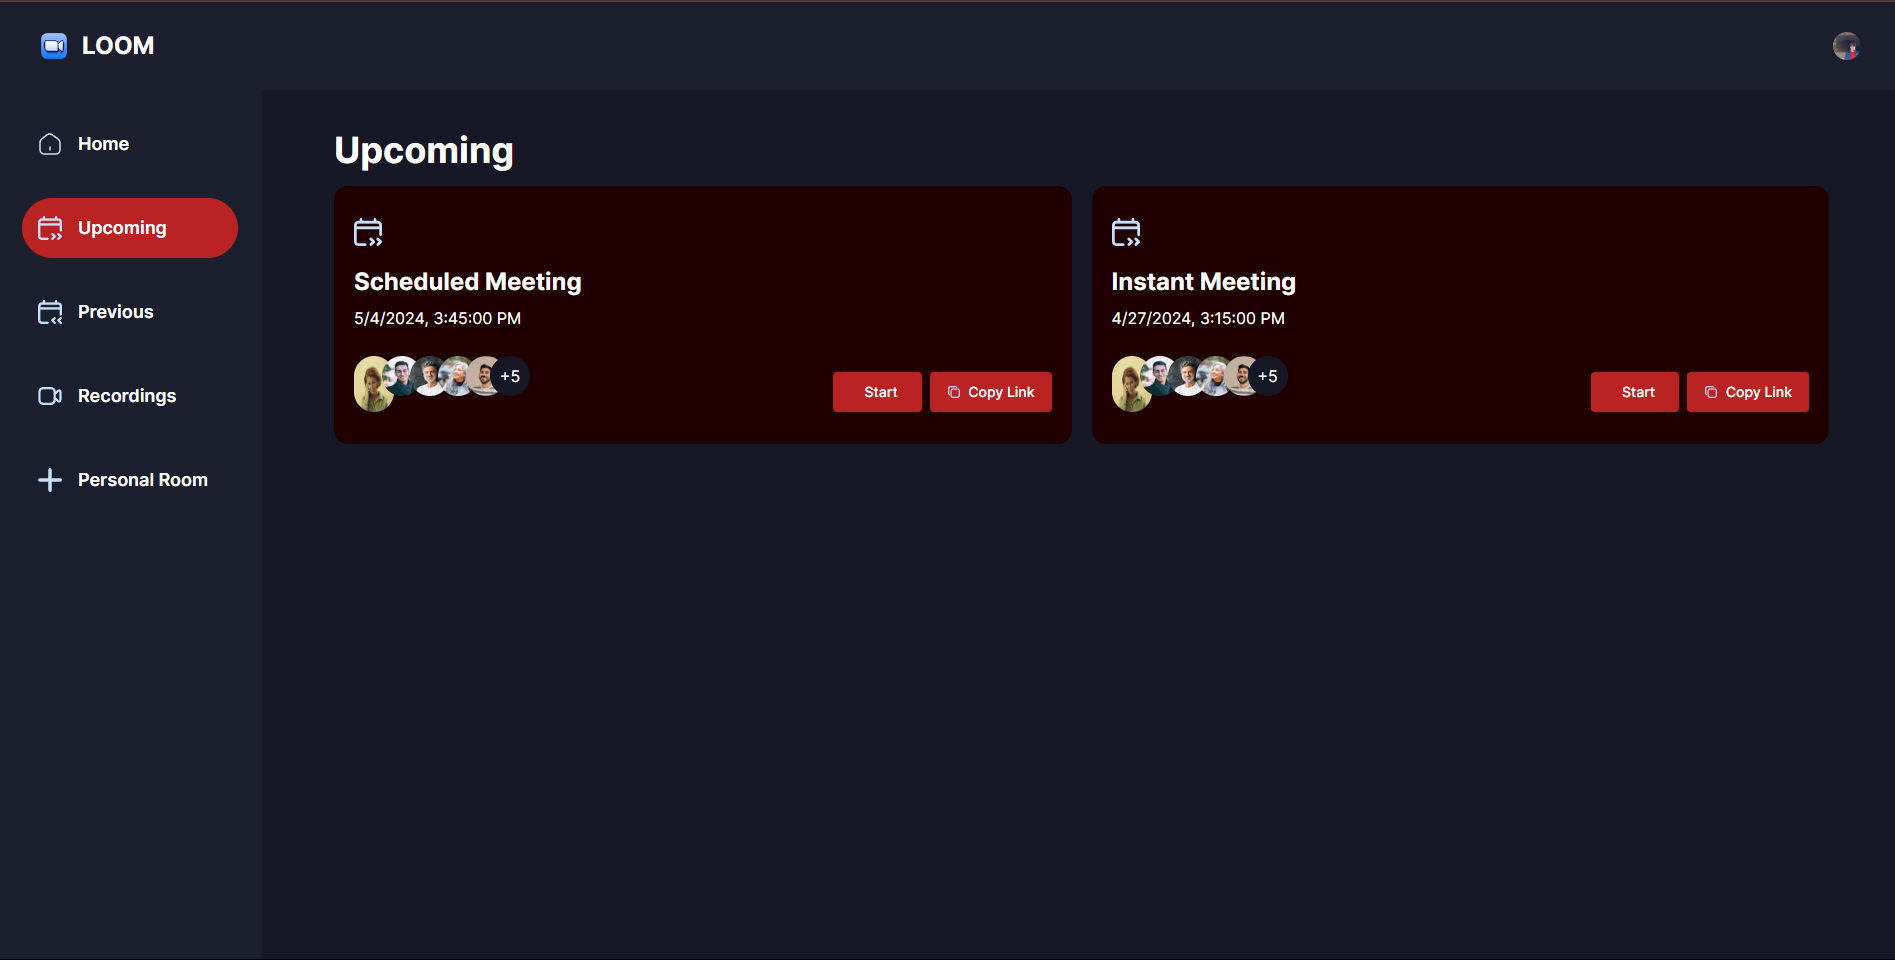 LOOM
Home
Upcoming
Previous
Recordings
Personal Room
Upcoming
Scheduled Meeting
5/4/2024, 3:45:00 PM
+5
Start
Copy Link
Instant Meeting
4/27/2024, 3:15:00 PM
+5
Start
Copy Link